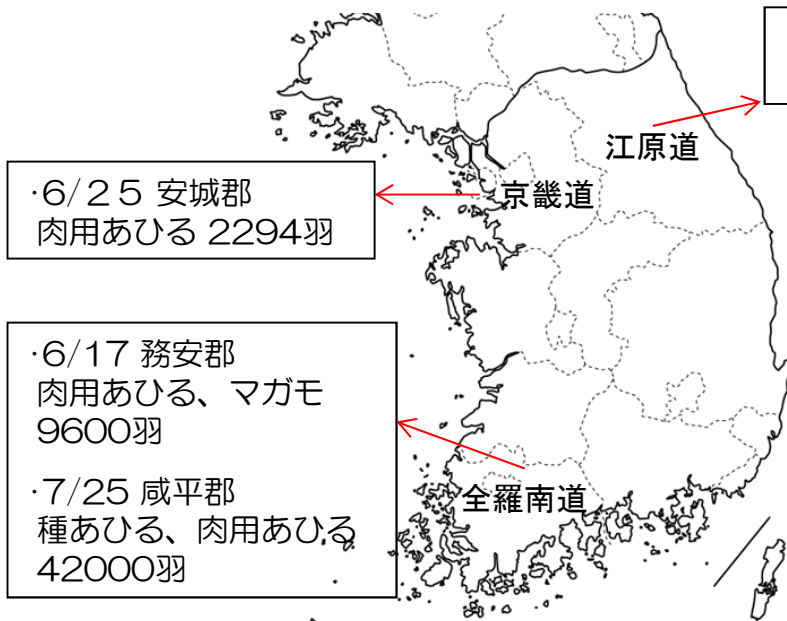 江原道
京畿道
·6/２５ 安城郡
肉用あひる 2294羽
·6/17 務安郡
肉用あひる、マガモ
9600羽
·7/25 咸平郡
種あひる、肉用あひる
42000羽
全羅南道